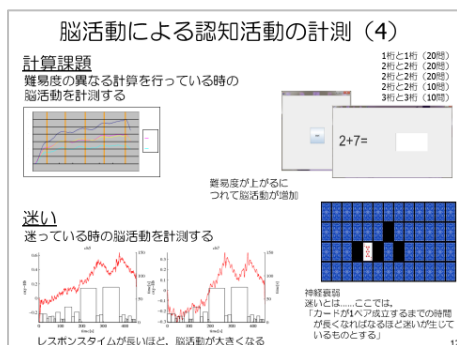 脳活動による認知活動の計測（4）
計算課題
難易度の異なる計算を行っている時の
脳活動を計測する
1桁と1桁（20問）
2桁と2桁（20問）
2桁と2桁（20問）
2桁と2桁（10問）
3桁と3桁（10問）
2+7=
難易度が上がるに
つれて脳活動が増加
迷い
迷っている時の脳活動を計測する
レスポンスタイムが長いほど、脳活動が大きくなる
神経衰弱
迷いとは……ここでは、
「カードが1ペア成立するまでの時間
が長くなればなるほど迷いが生じて
いるものとする」